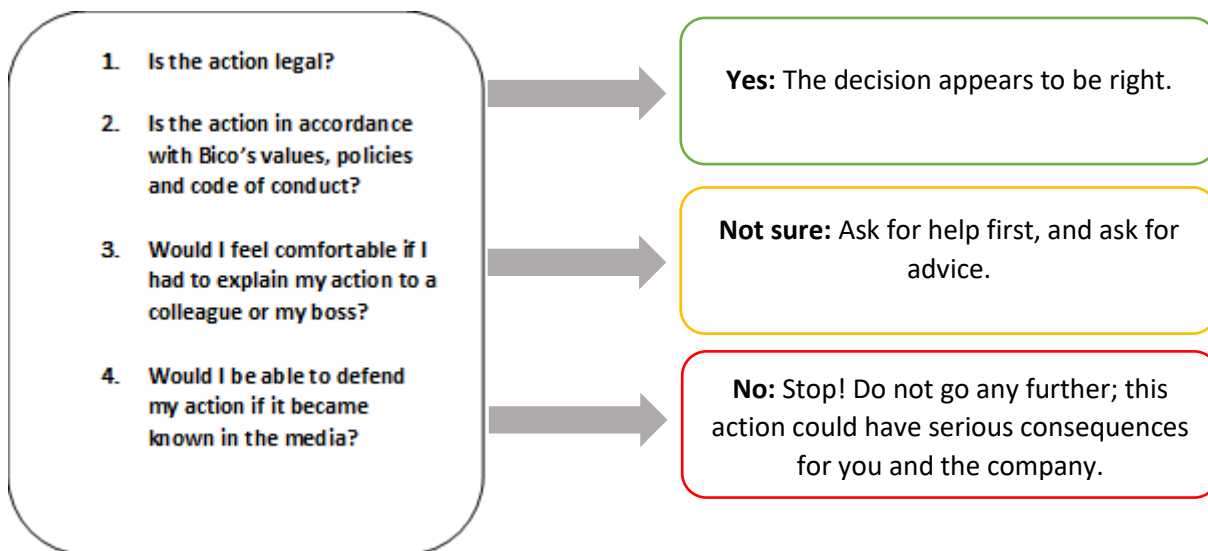 1. Is the action legal?
2. Is the action in accordance
with Bico's values, policies
and code of conduct?
3. Would I feel comfortable if I
had to explain my action to a
colleague or my boss?
4. Would I be able to defend
my action if it became
known in the media?
Yes: The decision appears to be right.
Not sure: Ask for help first, and ask for
advice.
No: Stop! Do not go any further; this
action could have serious consequences
for you and the company.